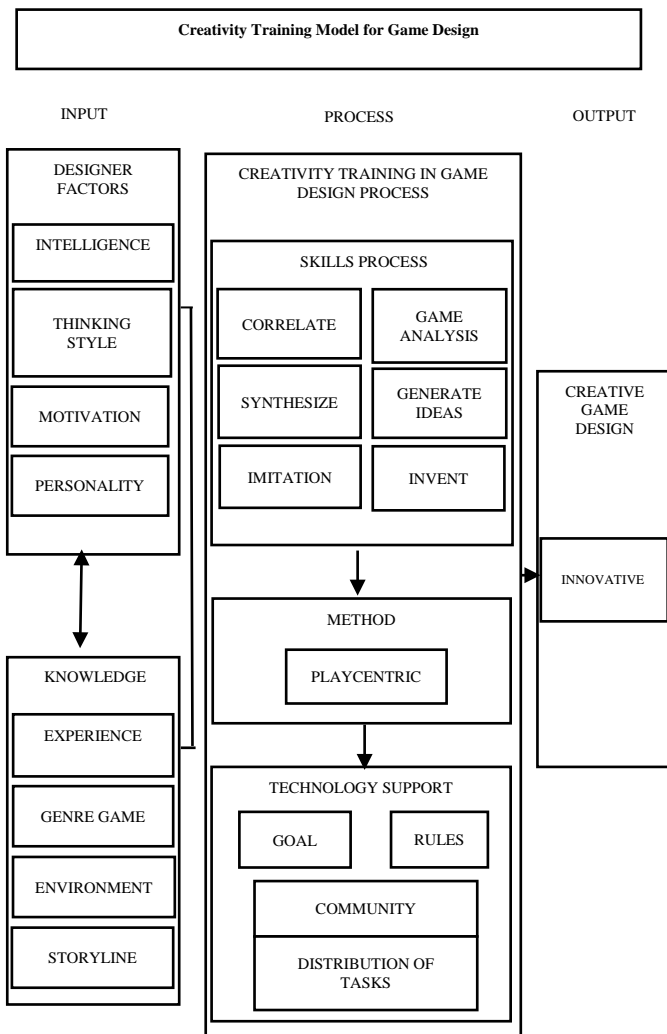 Creativity Training Model for Game Design
INPUT
PROCESS
OUTPUT
DESIGNER
FACTORS
INTELLIGENCE
THINKING
STYLE
MOTIVATION
PERSONALITY
KNOWLEDGE
EXPERIENCE
GENRE GAME
ENVIRONMENT
STORYLINE
CREATIVITY TRAINING IN GAME
DESIGN PROCESS
SKILLS PROCESS
CORRELATE
GAME
ANALYSIS
SYNTHESIZE
GENERATE
IDEAS
IMITATION
INVENT
METHOD
PLAYCENTRIC
TECHNOLOGY SUPPORT
GOAL
RULES
COMMUNITY
DISTRIBUTION OF
TASKS
CREATIVE
GAME
DESIGN
INNOVATIVE